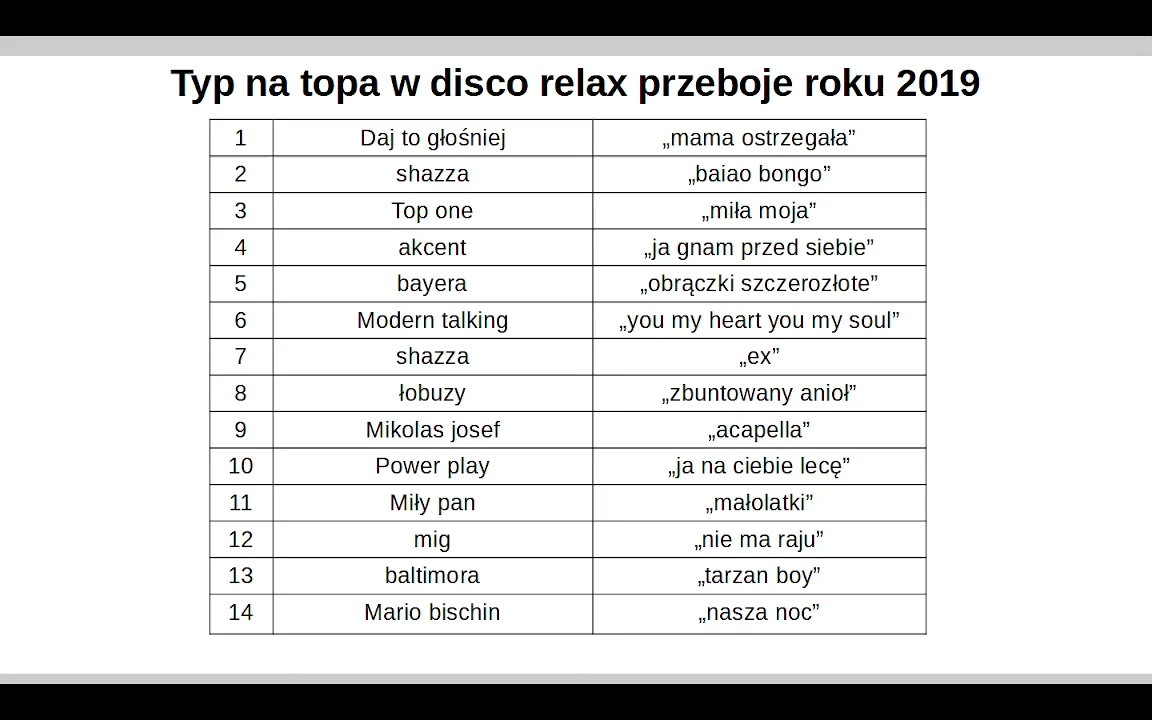 Typ na topa w disco relax przeboje roku 2019
1 Daj to głośniej „mama ostrzegała”
2 shazza „baiao bongo”
3 Top one „miła moja”
4 akcent „ja gnam przed siebie”
5 bayera „obrączki szczerozłote”
6 Modern talking „you my heart you my soul”
7 shazza „ex”
8 łobuzy „zbuntowany anioł”
9 Mikolas josef „acapella”
10 Power play „ja na ciebie lecę”
11 Miły pan „małolatki”
12 mig „nie ma raju”
13 baltimora „tarzan boy”
14 Mario bischin „nasza noc”